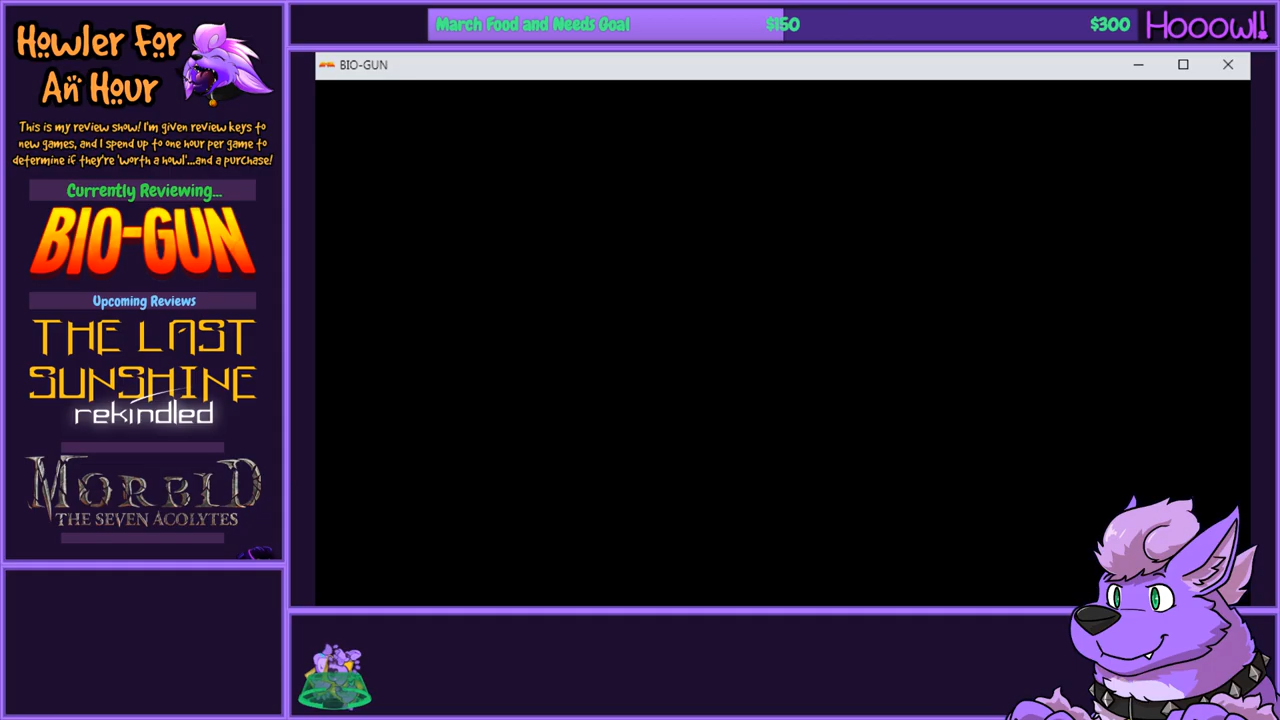 Howler For
An Hour
This is my review show! I'm given review keys to
new games, and I spend up to one hour per game to
determine if they're 'worth a howl'...and a purchase!
Currently Reviewing...
BIO-GUN
Upcoming Reviews
THE LAST
SUNSHINE
rekindled
MORBID
THE SEVEN ACOLYTES
March Food and Needs Goal
$150
$300
Hooowl!
BIO-GUN